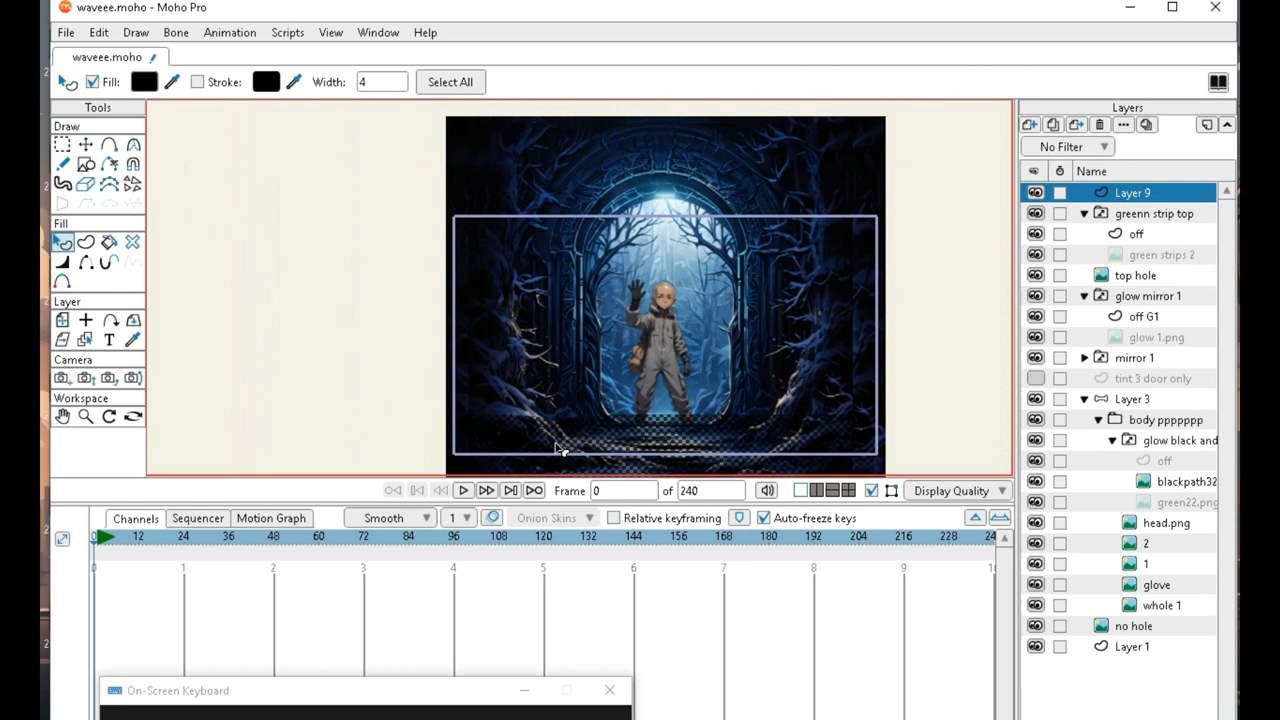 waveee.moho - Moho Pro
File Edit Draw Bone Animation Scripts View Window Help
waveee.moho
Fill: Stroke: Width: 4 Select All
Tools
Draw
Fill
Layer
T
Camera
Workspace
Layers
No Filter
Name
Layer 9
greenn strip top
off
green strips 2
top hole
glow mirror 1
off G1
glow 1.png
mirror 1
tint 3 door only
Layer 3
body ppppppp
glow black and
off
blackpath32
green22.png
head.png
2
1
glove
whole 1
no hole
Layer 1
Frame 0 of 240 Display Quality
Channels Sequencer Motion Graph Smooth 1 Onion Skins Relative keyframing Auto-freeze keys
0 12 24 36 48 60 72 84 96 108 120 132 144 156 168 180 192 204 216 228 24
0 1 2 3 4 5 6 7 8 9 1
On-Screen Keyboard